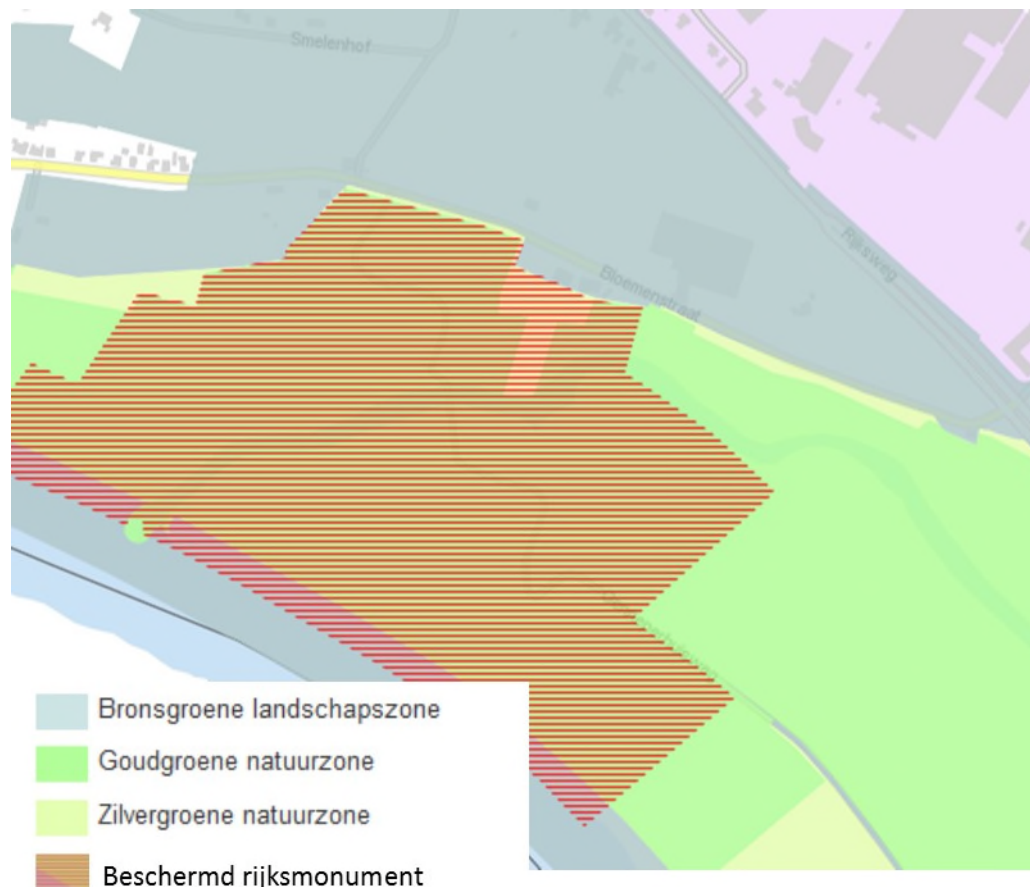 Smelenhof
Rijksweg
Bloemenstraat
Bronsgroene landschapszone
Goudgroene natuurzone
Zilvergroene natuurzone
Beschermd rijksmonument